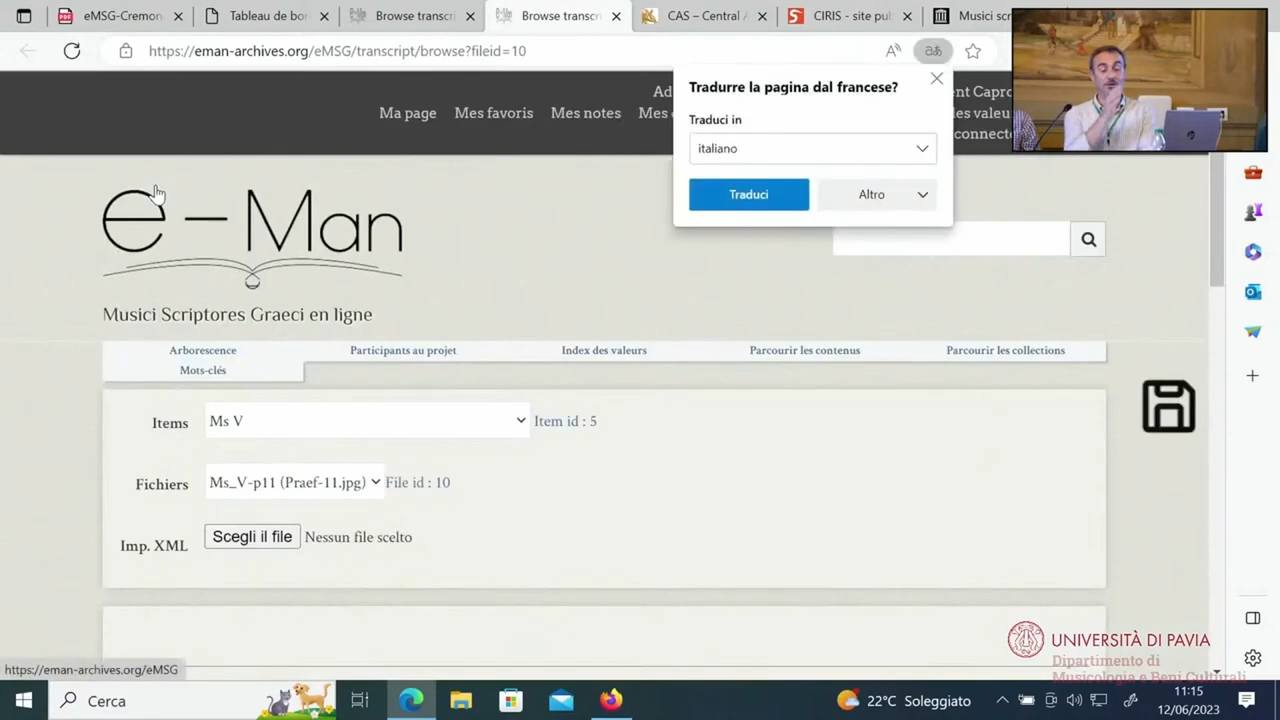 eMSG-Cremon
Tableau de bor
Browse transcri
Browse transcri
CAS – Central A
CIRIS - site pub
Musici sc
https://eman-archives.org/eMSG/transcript/browse?fileid=10
Ma page
Mes favoris
Mes notes
Tradurre la pagina dal francese?
Traduci in
italiano
Traduci
Altro
e-Man
Musici Scriptores Graeci en ligne
Arborescence
Participants au projet
Index des valeurs
Parcourir les contenus
Parcourir les collections
Mots-clés
Items
Ms V
Item id : 5
Fichiers
Ms_V-p11 (Praef-11.jpg)
File id : 10
Imp. XML
Scegli il file
Nessun file scelto
UNIVERSITÀ DI PAVIA
Dipartimento di
Musicologia e Beni Culturali
https://eman-archives.org/eMSG
Cerca
22°C Soleggiato
11:15
12/06/2023